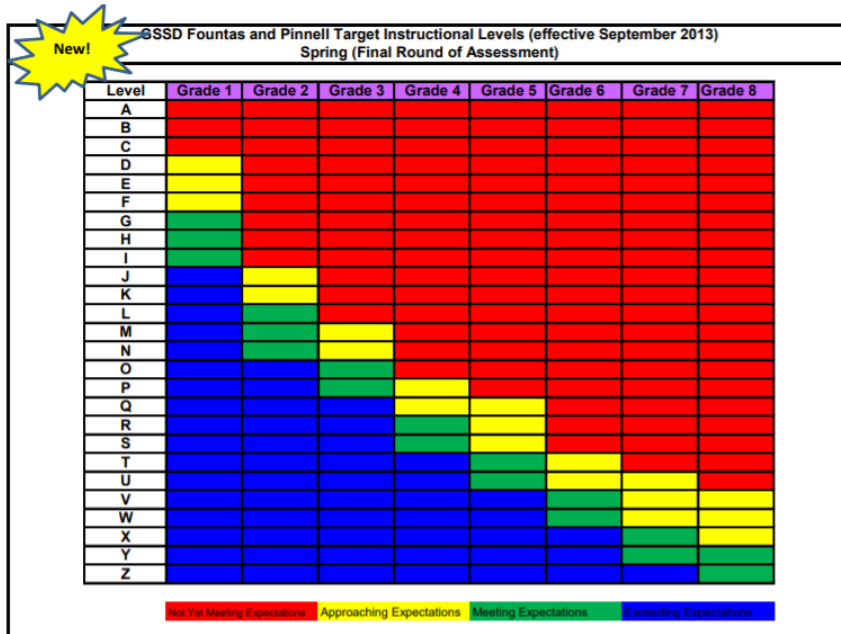 New!
GSSD Fountas and Pinnell Target Instructional Levels (effective September 2013)
Spring (Final Round of Assessment)
Level Grade 1 Grade 2 Grade 3 Grade 4 Grade 5 Grade 6 Grade 7 Grade 8
A
B
C
D
E
F
G
H
I
J
K
L
M
N
O
P
Q
R
S
T
U
V
W
X
Y
Z
Not Yet Meeting Expectations Approaching Expectations Meeting Expectations Exceeding Expectations